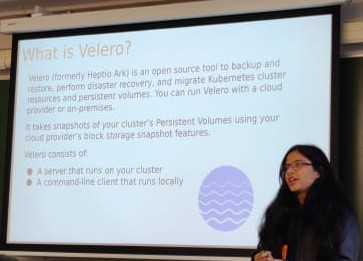 What is Velero?
Velero (formerly Heptio Ark) is an open source tool to backup and
restore, perform disaster recovery, and migrate Kubernetes cluster
resources and persistent volumes. You can run Velero with a cloud
provider or on-premises.
It takes snapshots of your cluster's Persistent Volumes using your
cloud provider's block storage snapshot features.
Velero consists of:
A server that runs on your cluster
A command-line client that runs locally